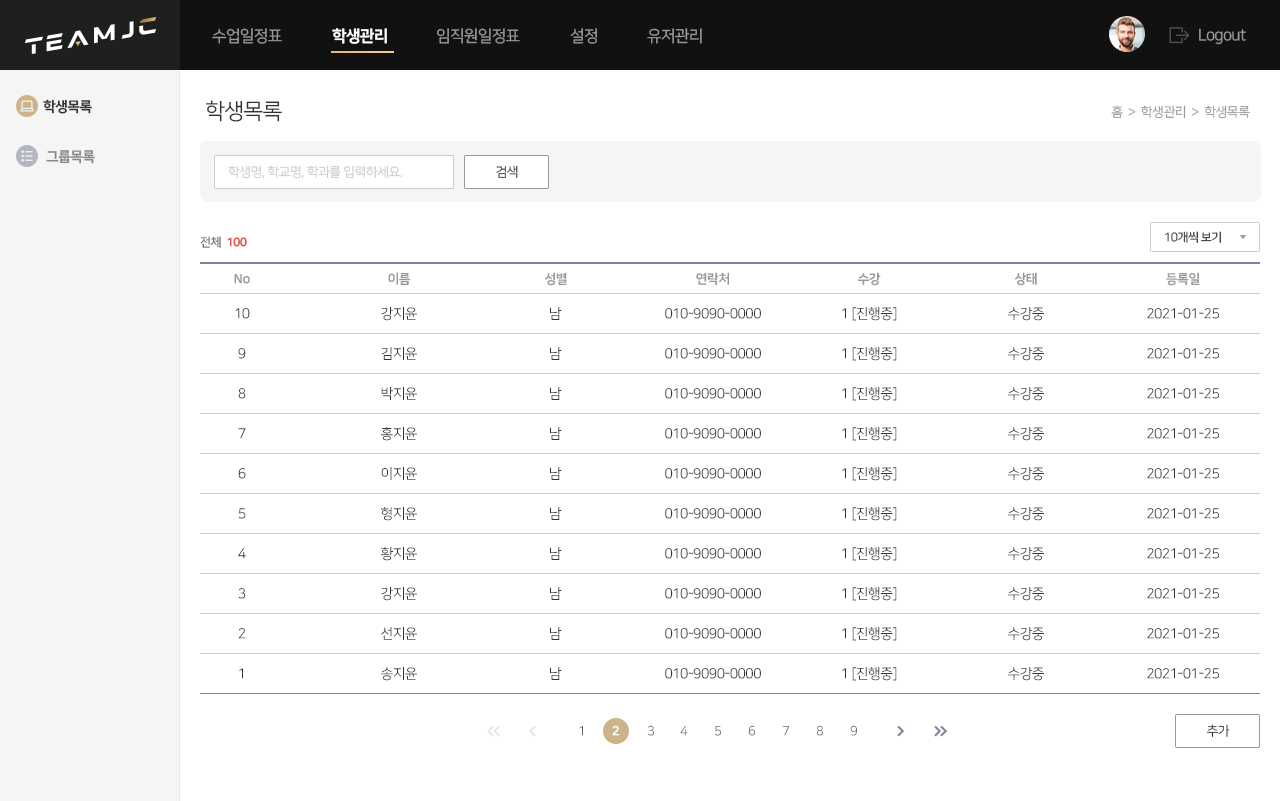 TEAMJC 수업일정표 학생관리 임직원일정표 설정 유저관리 Logout
학생목록
그룹목록
학생목록 홈 > 학생관리 > 학생목록
학생명, 학교명, 학과를 입력하세요. 검색
전체 100 10개씩 보기
No 이름 성별 연락처 수강 상태 등록일
10 강지윤 남 010-9090-0000 1 [진행중] 수강중 2021-01-25
9 김지윤 남 010-9090-0000 1 [진행중] 수강중 2021-01-25
8 박지윤 남 010-9090-0000 1 [진행중] 수강중 2021-01-25
7 홍지윤 남 010-9090-0000 1 [진행중] 수강중 2021-01-25
6 이지윤 남 010-9090-0000 1 [진행중] 수강중 2021-01-25
5 형지윤 남 010-9090-0000 1 [진행중] 수강중 2021-01-25
4 황지윤 남 010-9090-0000 1 [진행중] 수강중 2021-01-25
3 강지윤 남 010-9090-0000 1 [진행중] 수강중 2021-01-25
2 선지윤 남 010-9090-0000 1 [진행중] 수강중 2021-01-25
1 송지윤 남 010-9090-0000 1 [진행중] 수강중 2021-01-25
1 2 3 4 5 6 7 8 9 추가